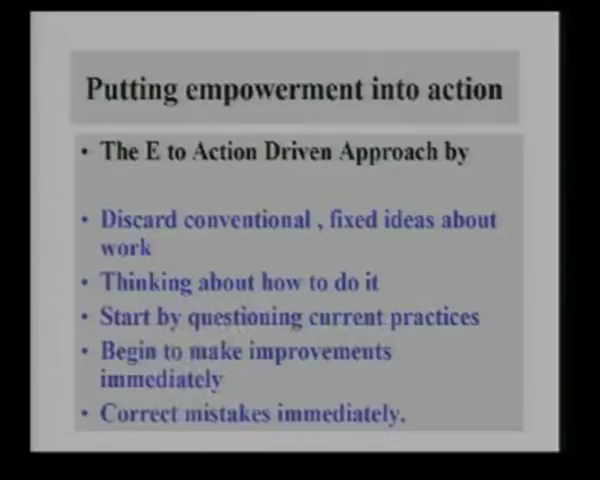 Putting empowerment into action
• The E to Action Driven Approach by
• Discard conventional , fixed ideas about
work
• Thinking about how to do it
• Start by questioning current practices
• Begin to make improvements
immediately
• Correct mistakes immediately.